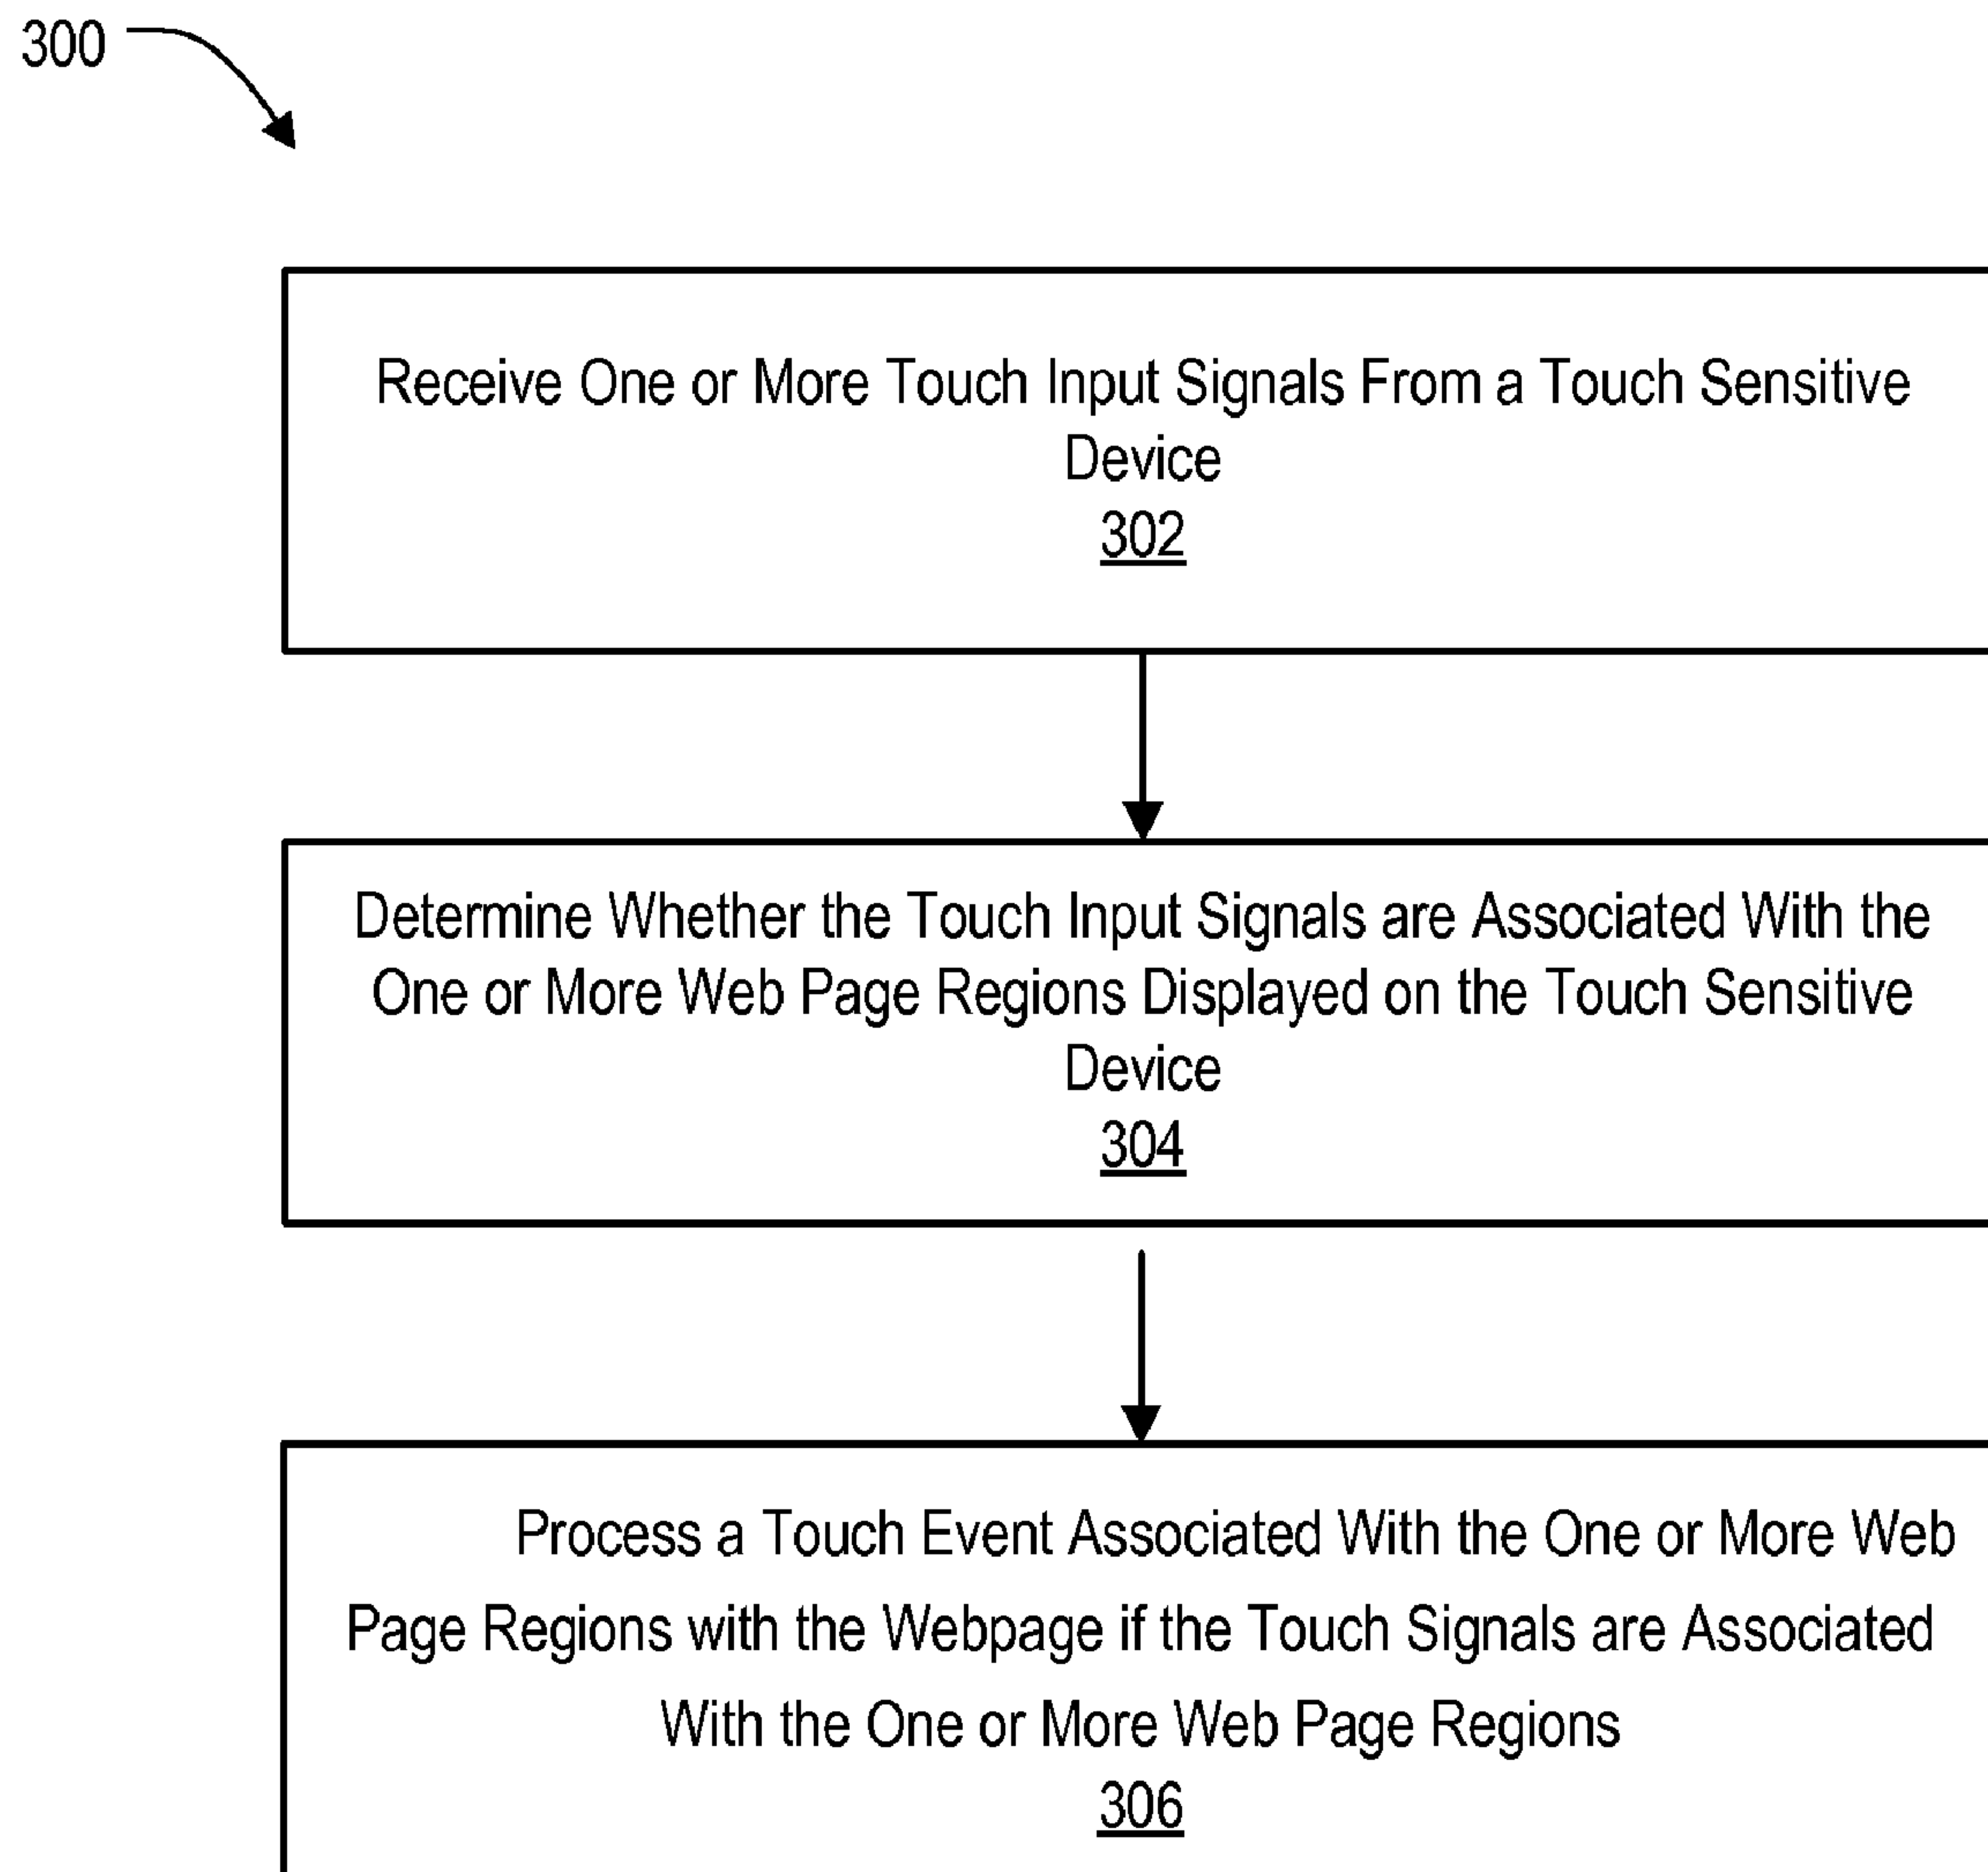 300
Receive One or More Touch Input Signals From a Touch Sensitive
Device
302
Determine Whether the Touch Input Signals are Associated With the
One or More Web Page Regions Displayed on the Touch Sensitive
Device
304
Process a Touch Event Associated With the One or More Web
Page Regions with the Webpage if the Touch Signals are Associated
With the One or More Web Page Regions
306